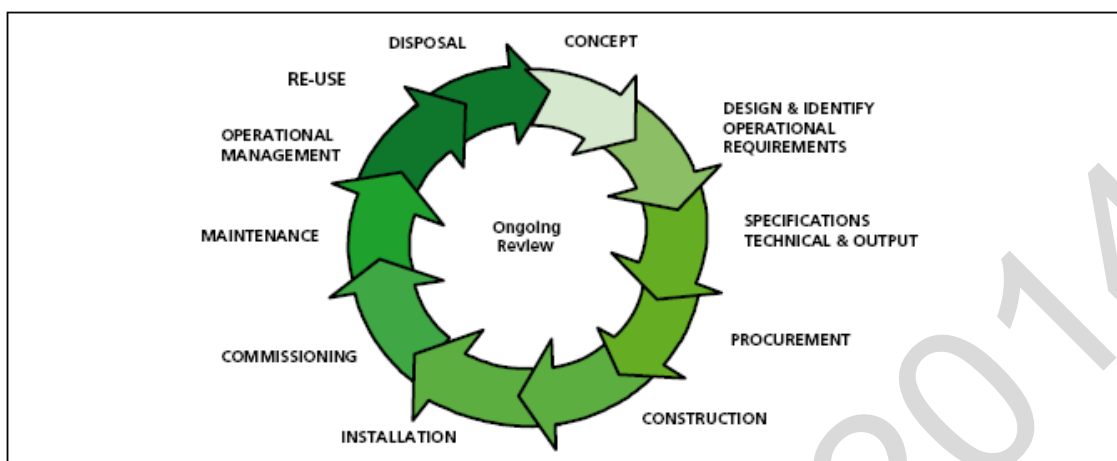 CONCEPT
DESIGN & IDENTIFY
OPERATIONAL
REQUIREMENTS
SPECIFICATIONS
TECHNICAL & OUTPUT
PROCUREMENT
CONSTRUCTION
INSTALLATION
COMMISSIONING
MAINTENANCE
OPERATIONAL
MANAGEMENT
RE-USE
DISPOSAL
Ongoing
Review
2014